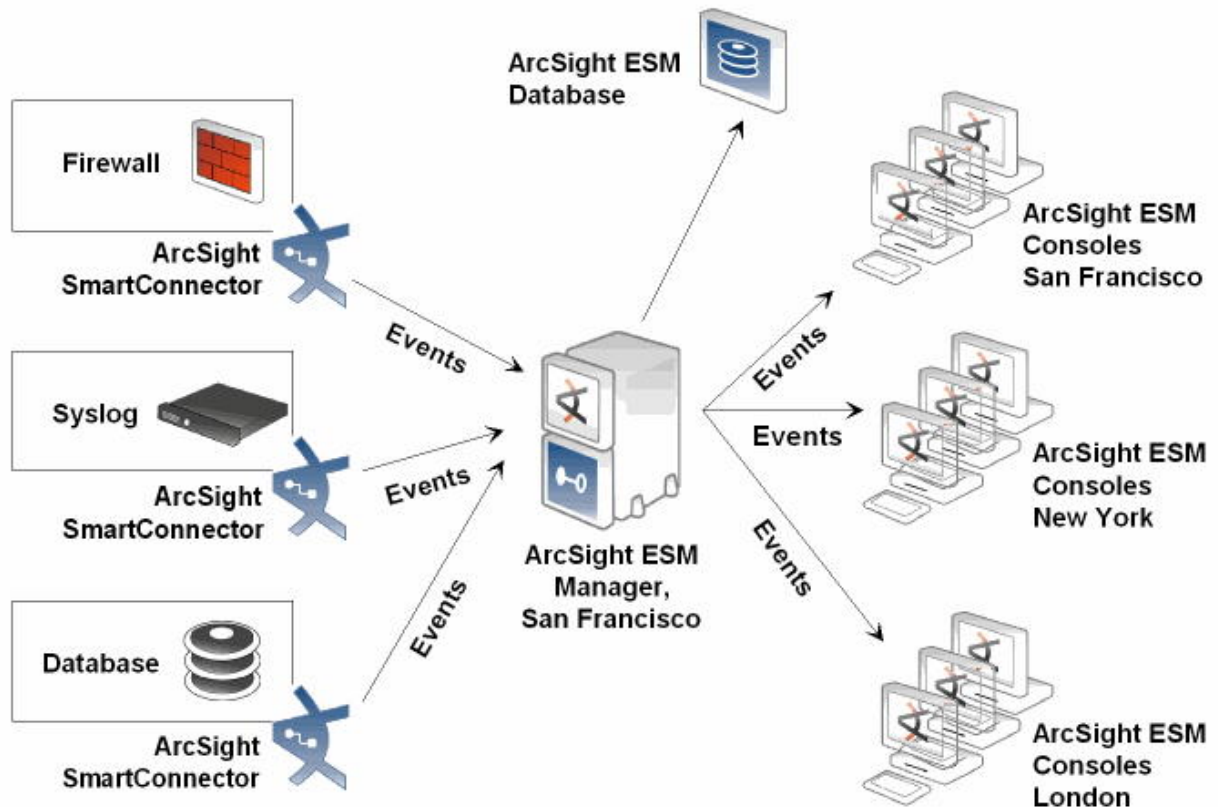 ArcSight ESM
Database
Firewall
ArcSight
SmartConnector
Events
Syslog
ArcSight
SmartConnector
Events
Database
ArcSight
SmartConnector
Events
ArcSight ESM
Manager,
San Francisco
Events
ArcSight ESM
Consoles
San Francisco
Events
ArcSight ESM
Consoles
New York
Events
ArcSight ESM
Consoles
London